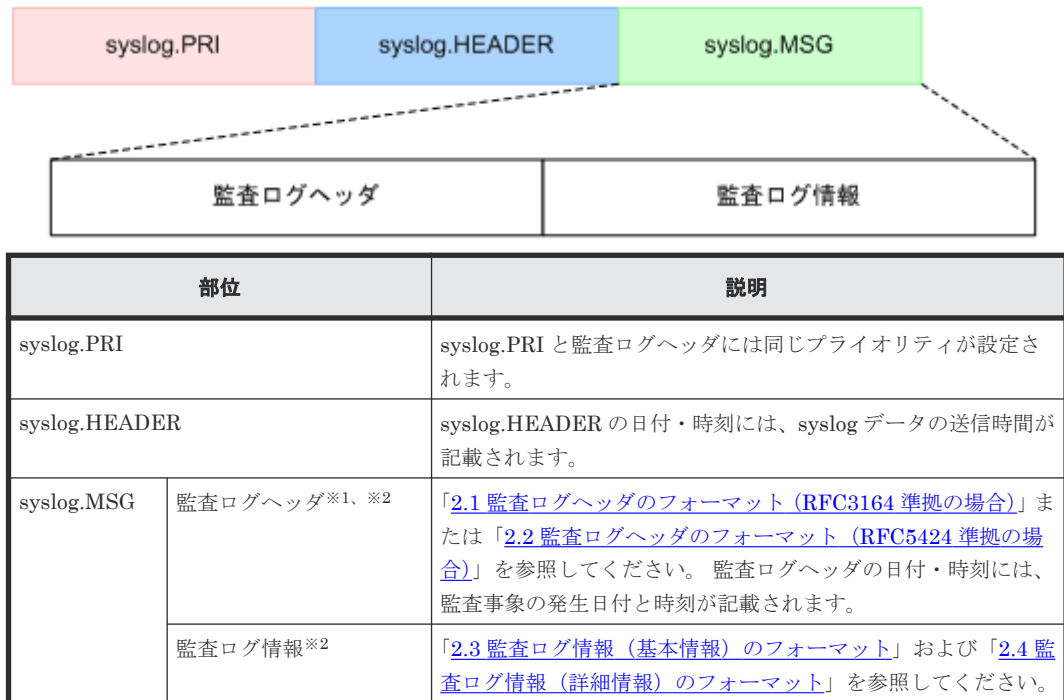 syslog.PRI syslog.HEADER syslog.MSG
監査ログヘッダ 監査ログ情報
部位 説明
syslog.PRI syslog.PRI と監査ログヘッダには同じプライオリティが設定さ
れます。
syslog.HEADER syslog.HEADER の日付・時刻には、syslog データの送信時間が
記載されます。
syslog.MSG 監査ログヘッダ※1、※2 「2.1 監査ログヘッダのフォーマット（RFC3164 準拠の場合）」ま
たは「2.2 監査ログヘッダのフォーマット（RFC5424 準拠の場
合）」を参照してください。 監査ログヘッダの日付・時刻には、
監査事象の発生日付と時刻が記載されます。
監査ログ情報※2 「2.3 監査ログ情報（基本情報）のフォーマット」および「2.4 監
査ログ情報（詳細情報）のフォーマット」を参照してください。